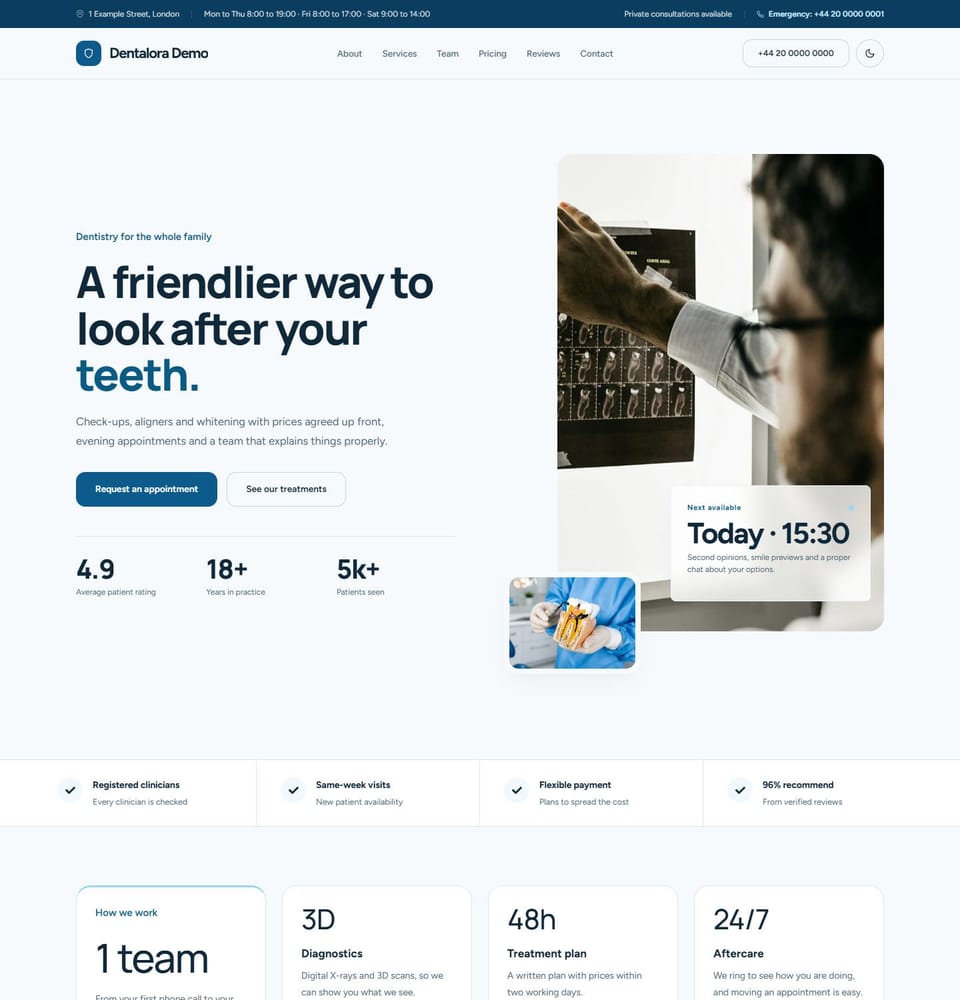 1 Example Street, London
Mon to Thu 8:00 to 19:00 · Fri 8:00 to 17:00 · Sat 9:00 to 14:00
Private consultations available
Emergency: +44 20 0000 0001
Dentalora Demo
About
Services
Team
Pricing
Reviews
Contact
+44 20 0000 0000
Dentistry for the whole family
A friendlier way to
look after your
teeth.
Check-ups, aligners and whitening with prices agreed up front,
evening appointments and a team that explains things properly.
Request an appointment
See our treatments
4.9
Average patient rating
18+
Years in practice
5k+
Patients seen
Next available
Today · 15:30
Second opinions, smile previews and a proper
chat about your options.
Registered clinicians
Every clinician is checked
Same-week visits
New patient availability
Flexible payment
Plans to spread the cost
96% recommend
From verified reviews
How we work
1 team
From your first phone call to your
3D
Diagnostics
Digital X-rays and 3D scans, so we
can show you what we see.
48h
Treatment plan
A written plan with prices within
two working days.
24/7
Aftercare
We ring to see how you are doing,
and moving an appointment is easy.